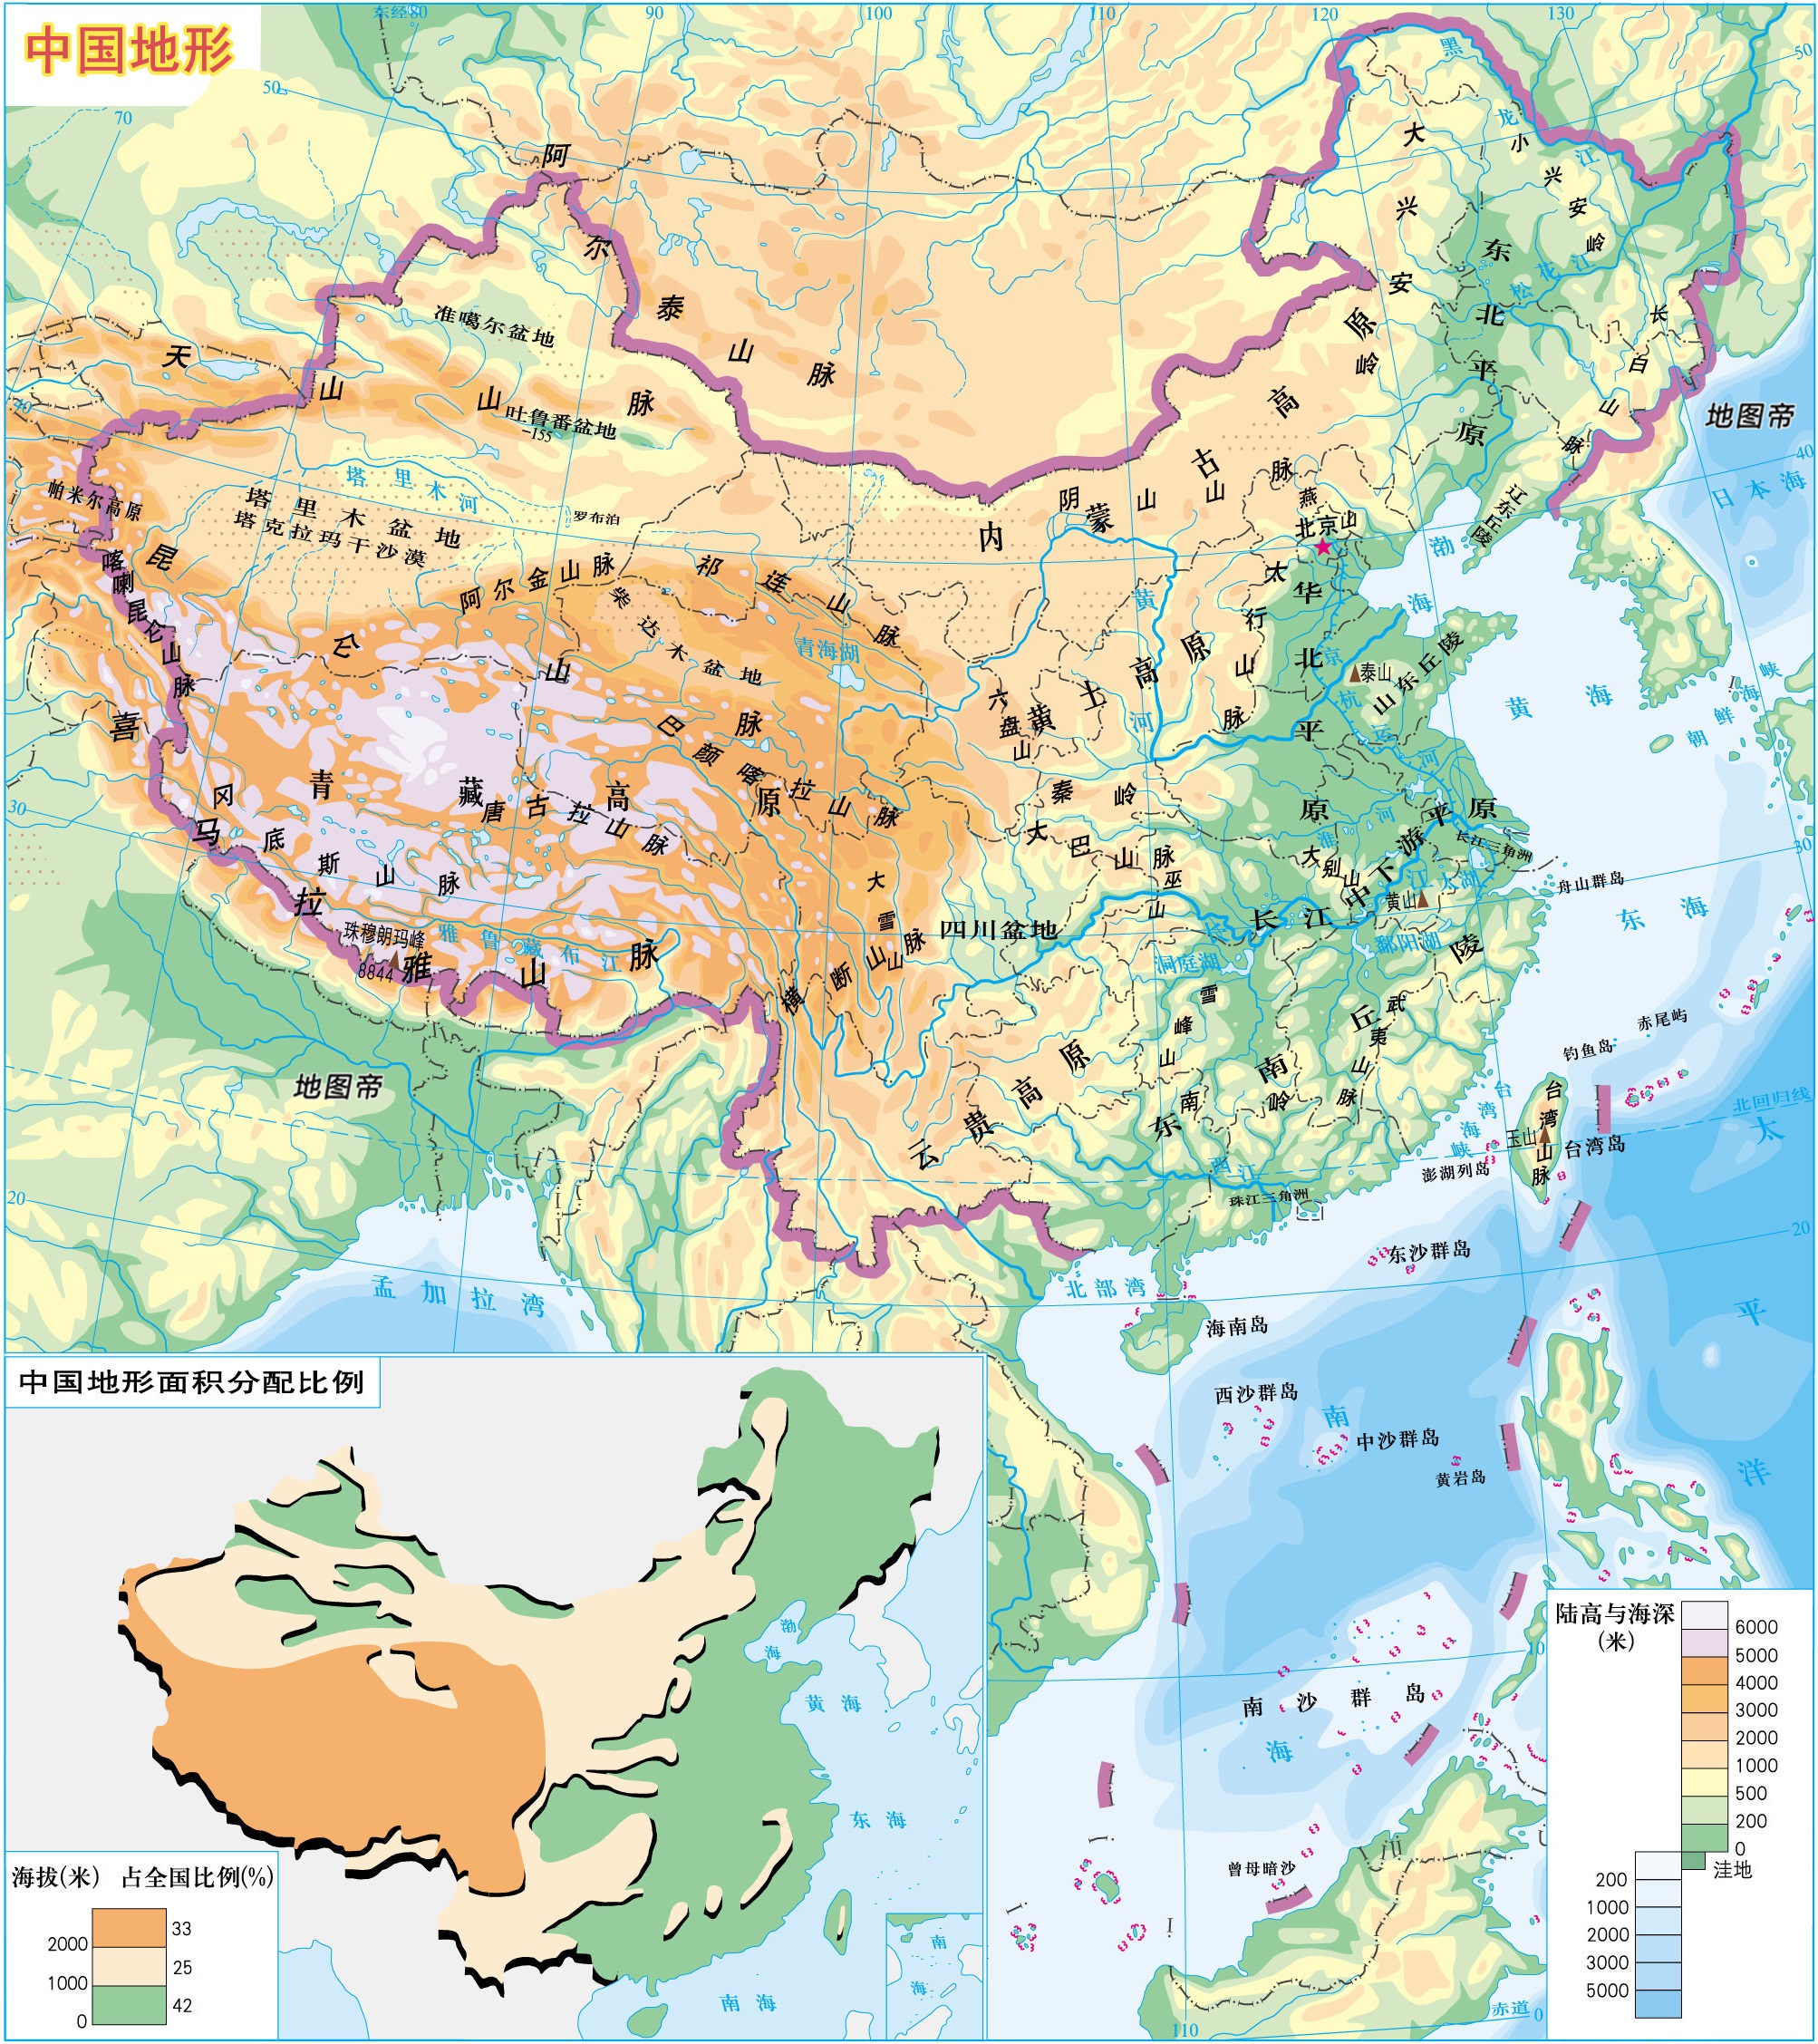 中国地形
东经80
90
100
110
120
130
50
50
70
40
40
30
30
20
20
10
0
110
黑龙江
大兴安岭
小兴安岭
松花江
东北平原
长白山脉
阿尔泰山脉
准噶尔盆地
天山山脉
吐鲁番盆地
-155
塔里木河
塔里木盆地
塔克拉玛干沙漠
罗布泊
帕米尔高原
喀喇昆仑山脉
昆仑山脉
阿尔金山脉
祁连山脉
柴达木盆地
青海湖
内蒙古高原
阴山山脉
燕山
北京
辽东丘陵
渤海
日本海
地图帝
太行山脉
华北平原
京杭运河
泰山
山东丘陵
黄海
朝鲜海峡
黄河
黄土高原
六盘山
秦岭
大巴山脉
巫山
淮河
大别山
长江中下游平原
长江三角洲
太湖
长江
黄山
舟山群岛
东海
巴颜喀拉山脉
青藏高原
唐古拉山脉
冈底斯山脉
喜马拉雅山脉
珠穆朗玛峰
8844
雅鲁藏布江
横断山脉
大雪山
四川盆地
洞庭湖
鄱阳湖
雪峰山
武夷山脉
南岭
东南丘陵
云贵高原
地图帝
西江
珠江三角洲
赤尾屿
钓鱼岛
台湾海峡
台湾山脉
玉山
台湾岛
澎湖列岛
北回归线
太平洋
孟加拉湾
北部湾
海南岛
东沙群岛
西沙群岛
中沙群岛
黄岩岛
南海
南沙群岛
曾母暗沙
赤道
中国地形面积分配比例
渤海
黄海
东海
南海
南海
海拔(米) 占全国比例(%)
33
2000
25
1000
42
0
陆高与海深
(米)
6000
5000
4000
3000
2000
1000
500
200
0
洼地
200
1000
2000
3000
5000